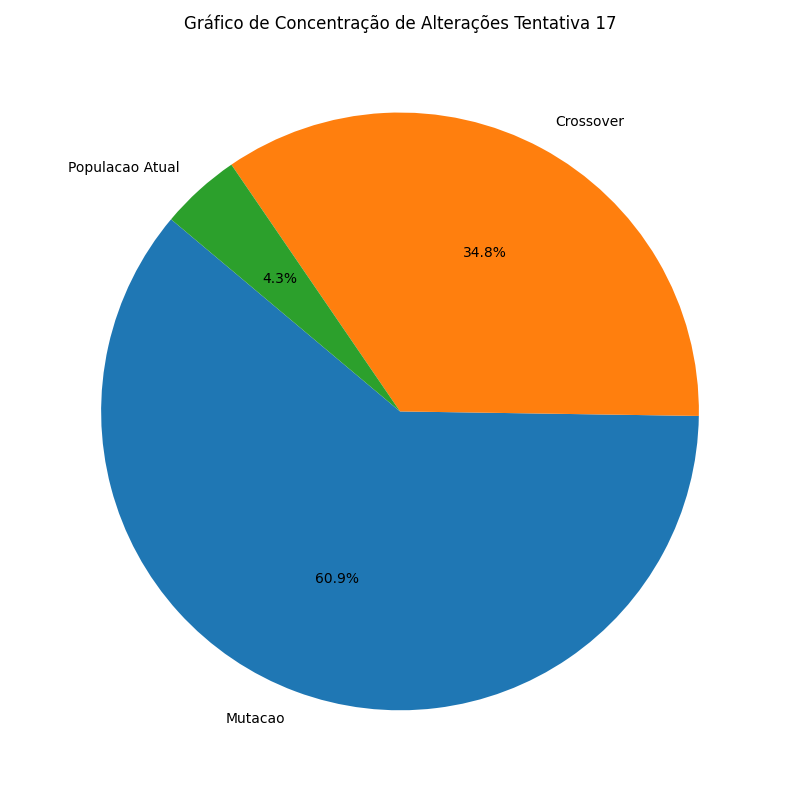 Gráfico de Concentração de Alterações Tentativa 17
Crossover
Populacao Atual
34.8%
4.3%
60.9%
Mutacao